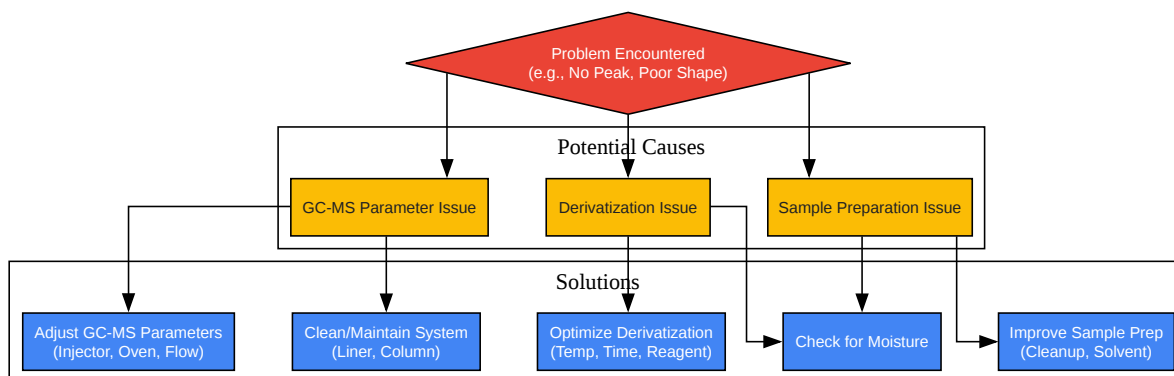 Problem Encountered
(e.g., No Peak, Poor Shape)
Potential Causes
GC-MS Parameter Issue
Derivatization Issue
Sample Preparation Issue
Solutions
Adjust GC-MS Parameters
(Injector, Oven, Flow)
Clean/Maintain System
(Liner, Column)
Optimize Derivatization
(Temp, Time, Reagent)
Check for Moisture
Improve Sample Prep
(Cleanup, Solvent)